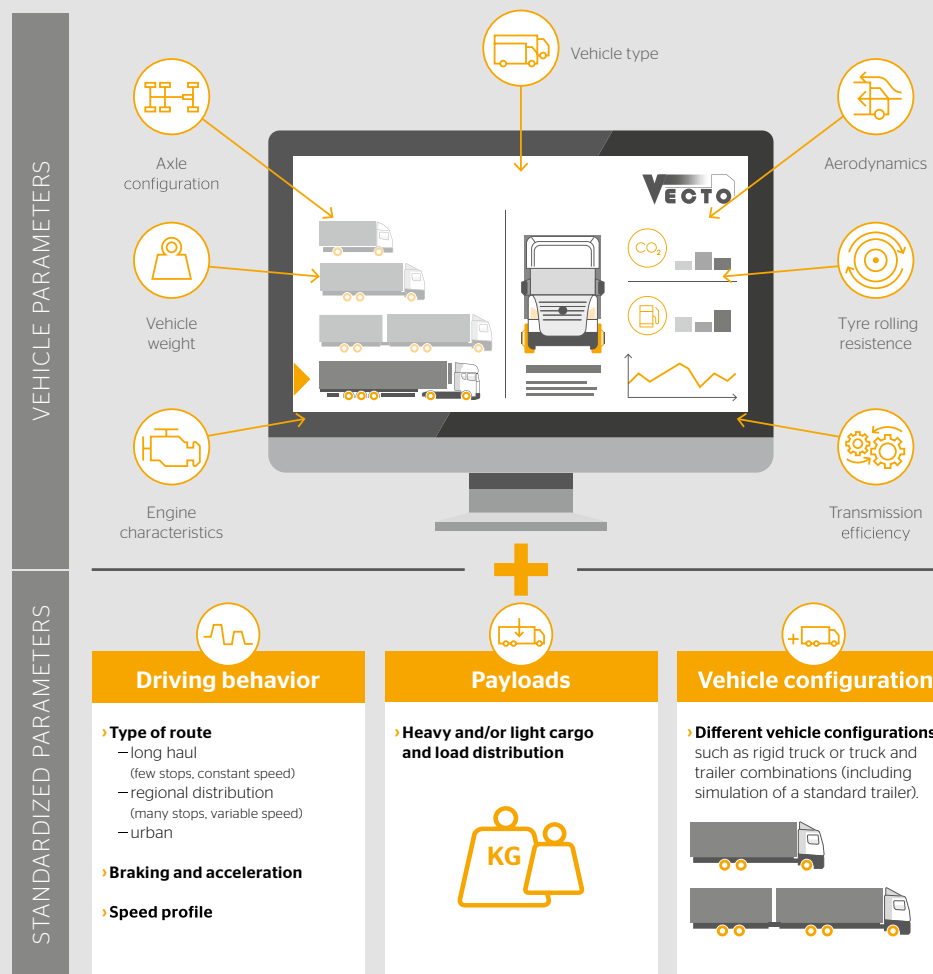 VEHICLE PARAMETERS
Vehicle type
Axle
configuration
Aerodynamics
VECTO
CO₂
Vehicle
weight
Tyre rolling
resistence
Engine
characteristics
Transmission
efficiency
STANDARDIZED PARAMETERS
Driving behavior
› Type of route
— long haul
(few stops, constant speed)
— regional distribution
(many stops, variable speed)
— urban
› Braking and acceleration
› Speed profile
Payloads
› Heavy and/or light cargo
and load distribution
KG
Vehicle configuration
› Different vehicle configurations
such as rigid truck or truck and
trailer combinations (including
simulation of a standard trailer).